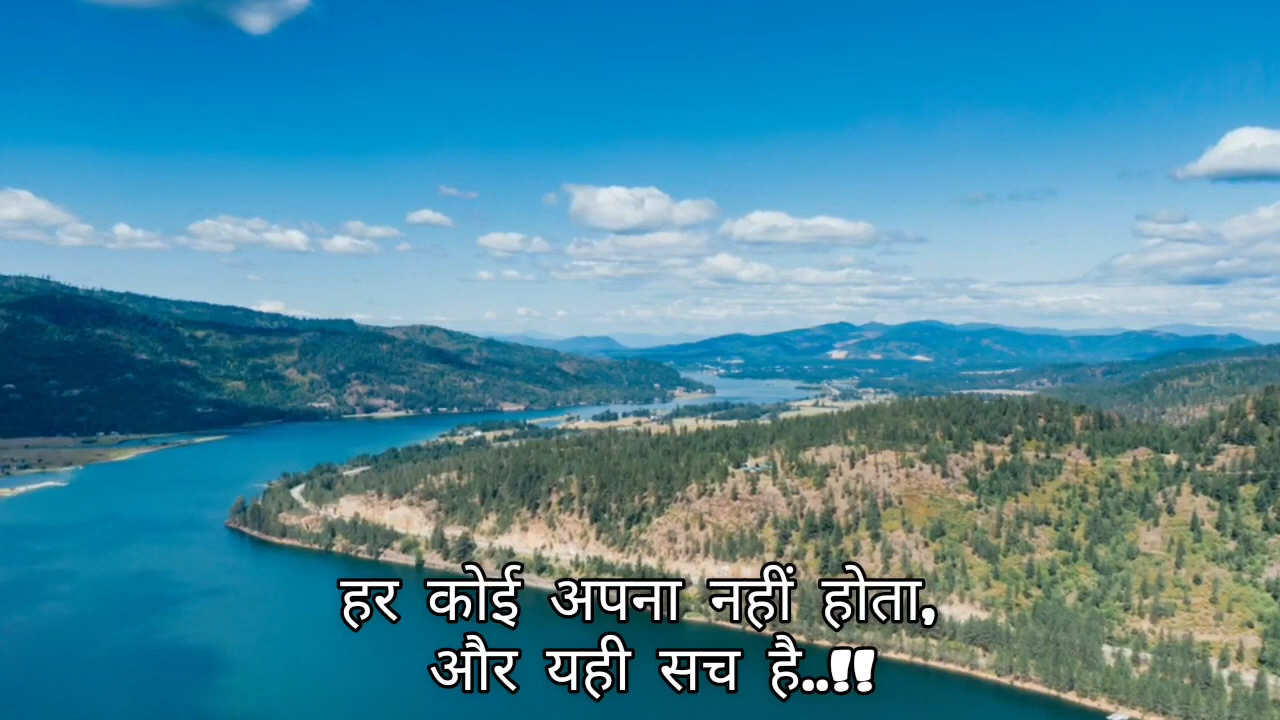 हर कोई अपना नहीं होता,
और यही सच है..!!